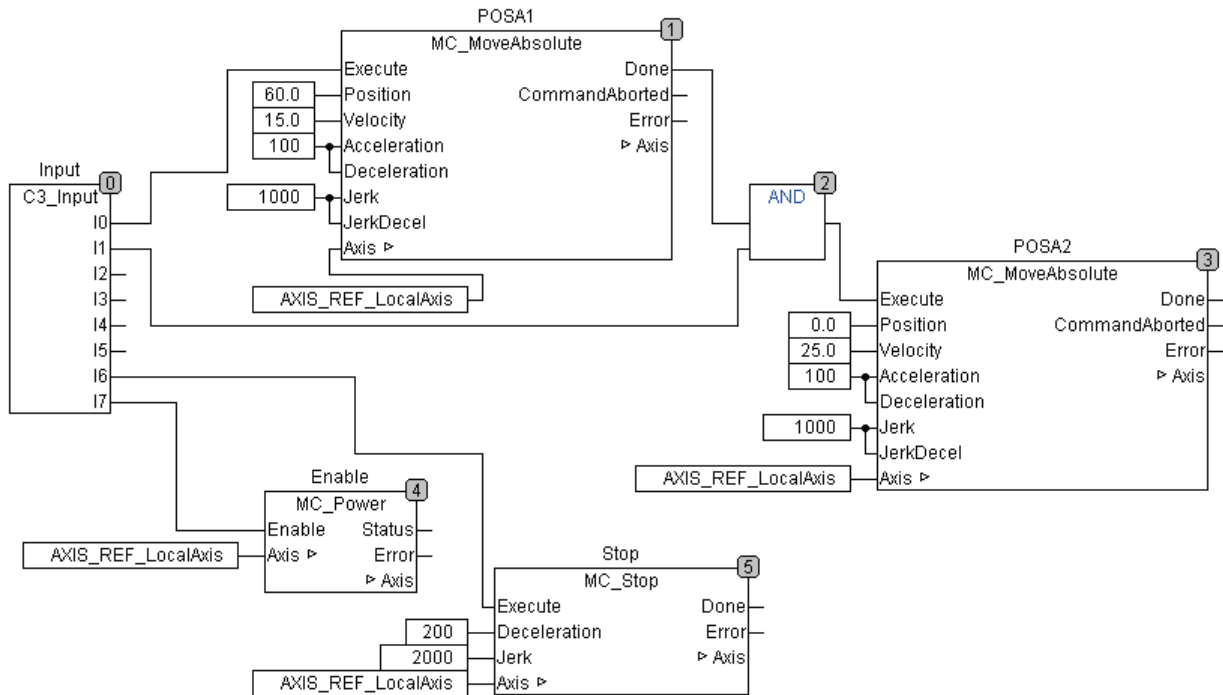 POSA1
1
MC_MoveAbsolute
Execute Done
60.0 Position CommandAborted
15.0 Velocity Error
100 Acceleration Axis
Deceleration
1000 Jerk
JerkDecel
Axis
AXIS_REF_LocalAxis
Input
0
C3_Input
I0
I1
I2
I3
I4
I5
I6
I7
2
AND
POSA2
3
MC_MoveAbsolute
Execute Done
0.0 Position CommandAborted
25.0 Velocity Error
100 Acceleration Axis
Deceleration
1000 Jerk
JerkDecel
AXIS_REF_LocalAxis Axis
Enable
4
MC_Power
Enable Status
AXIS_REF_LocalAxis Axis Error
Axis
Stop
5
MC_Stop
Execute Done
200 Deceleration Error
2000 Jerk Axis
AXIS_REF_LocalAxis Axis